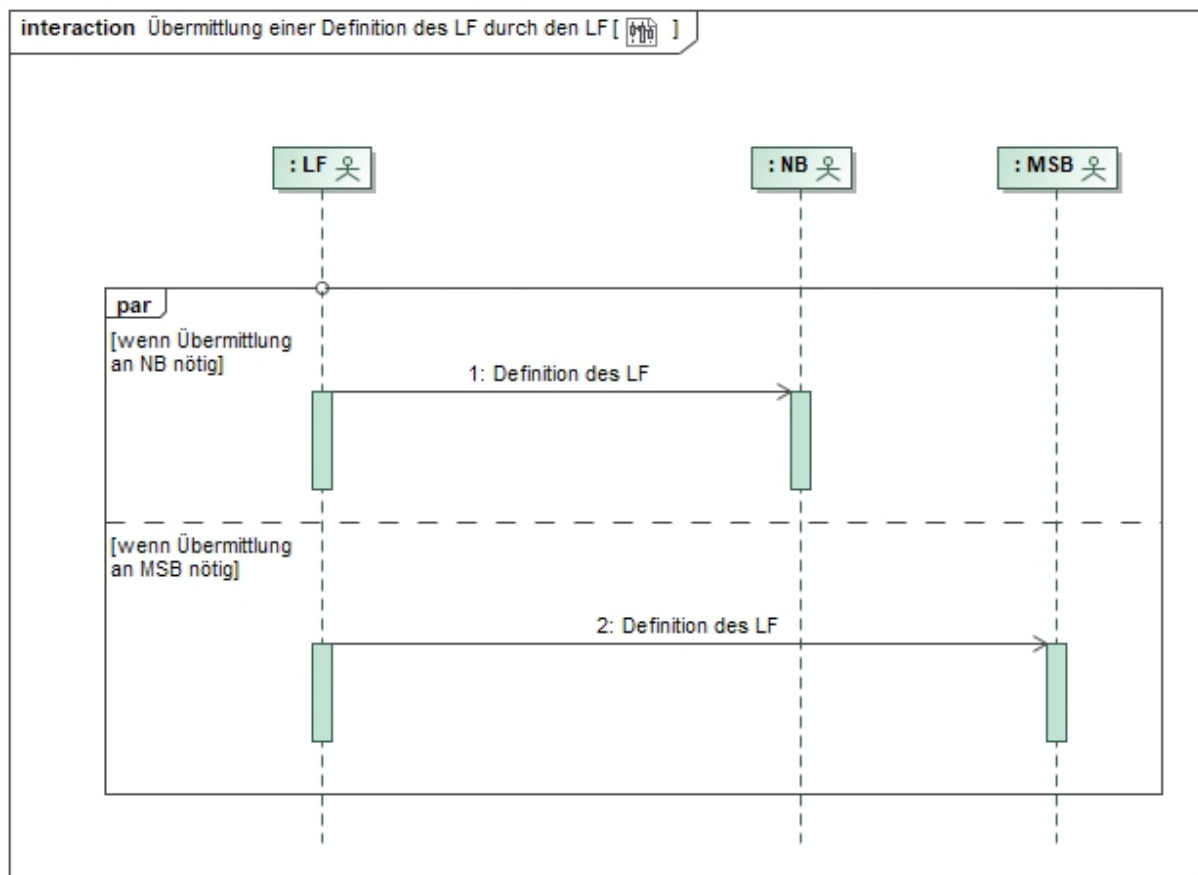 interaction Übermittlung einer Definition des LF durch den LF [ ]
: LF
: NB
: MSB
par
[wenn Übermittlung
an NB nötig]
1: Definition des LF
[wenn Übermittlung
an MSB nötig]
2: Definition des LF